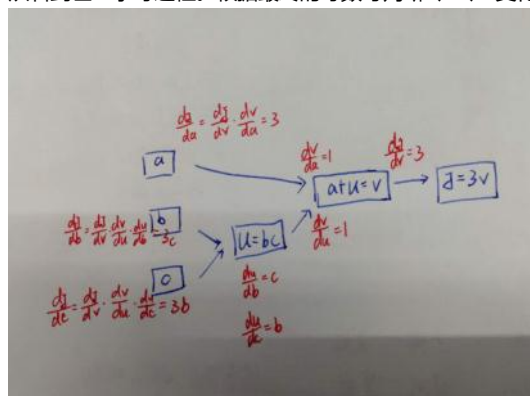 dJ/da = dJ/dv · dv/da = 3
a
dv/da = 1
dJ/dv = 3
a+u=v
J=3v
dJ/db = dJ/dv · dv/du · du/db = 3c
b
u=bc
dv/du = 1
c
du/db = c
dJ/dc = dJ/dv · dv/du · du/dc = 3b
du/dc = b